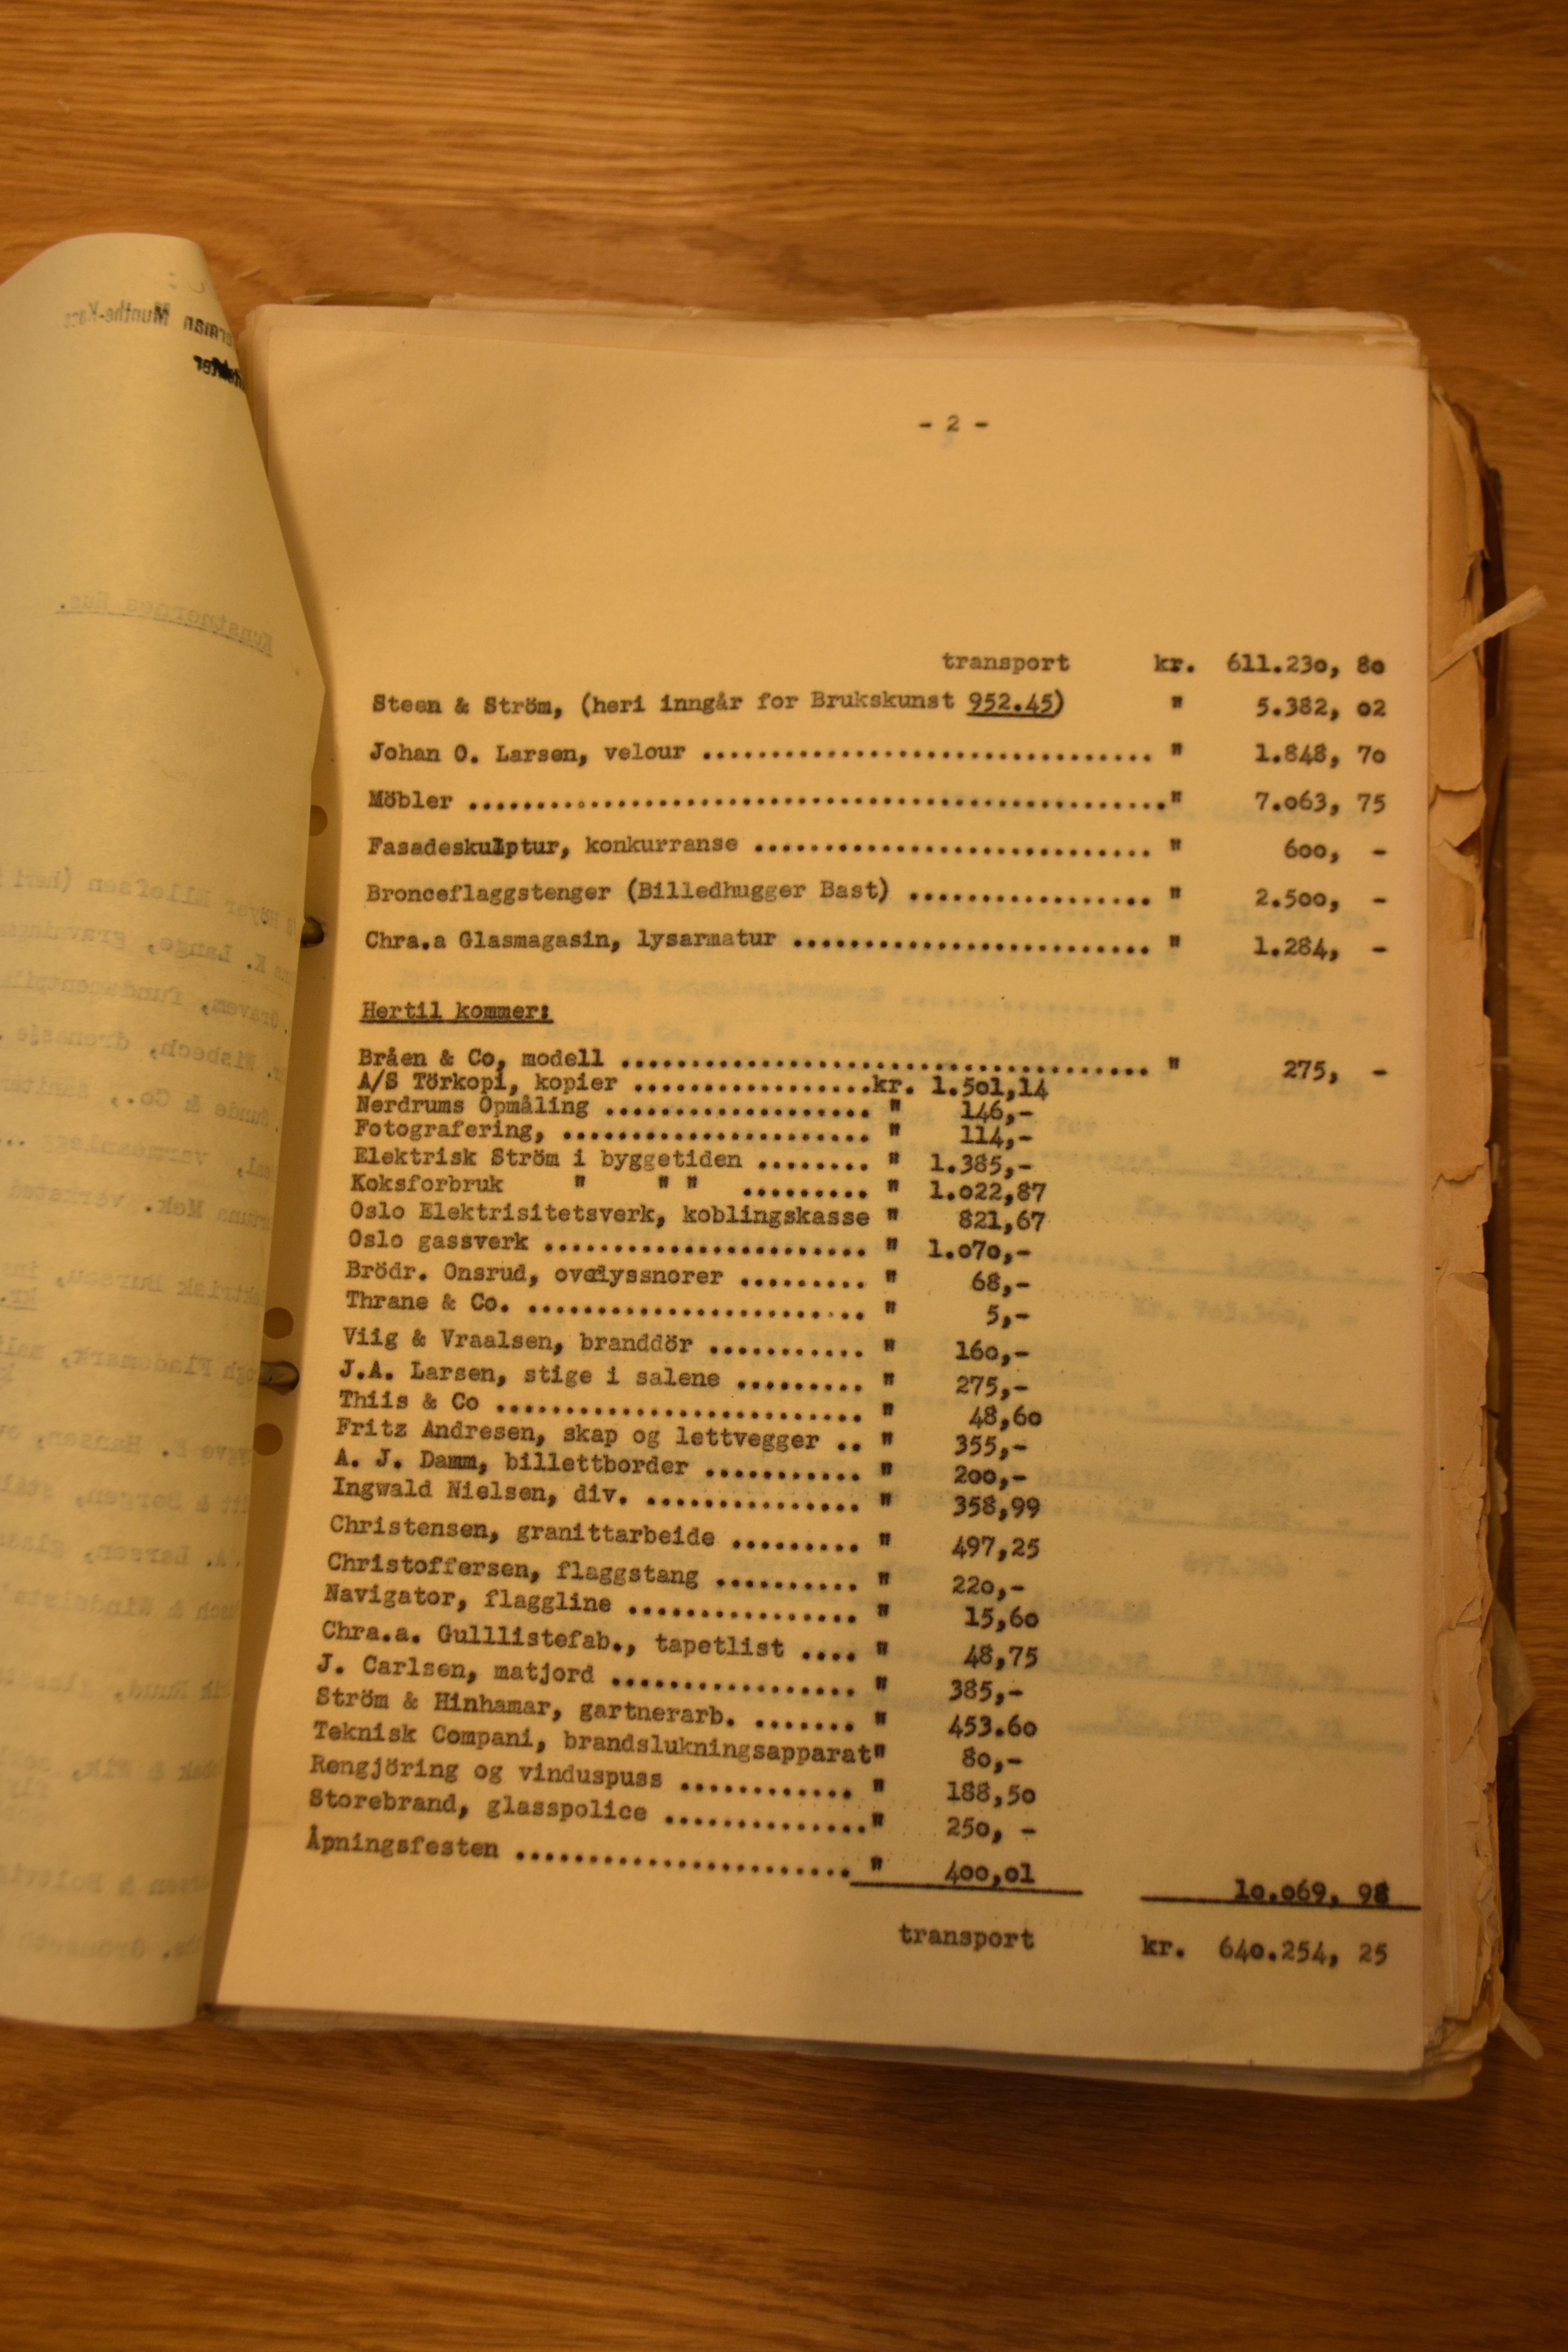 - 2 -
transport kr. 611.23o, 8o
Steen & Ström, (heri inngår for Brukskunst 952.45) " 5.382, o2
Johan O. Larsen, velour ................................. " 1.848, 7o
Möbler ...................................................." 7.o63, 75
Fasadeskulptur, konkurranse ............................. " 6oo, -
Bronceflaggstenger (Billedhugger Bast) .................. " 2.5oo, -
Chra.a Glasmagasin, lysarmatur .......................... " 1.284, -
Hertil kommer:
Bråen & Co, modell ...................................... " 275, -
A/S Törkopi, kopier ..................kr. 1.5o1,14
Nerdrums Opmåling .................... " 146,-
Fotografering, ....................... " 114,-
Elektrisk Ström i byggetiden ........ " 1.385,-
Koksforbruk " " " ......... " 1.o22,87
Oslo Elektrisitetsverk, koblingskasse " 821,67
Oslo gassverk ........................ " 1.o7o,-
Brödr. Onsrud, ovelyssnorer ......... " 68,-
Thrane & Co. ......................... " 5,-
Viig & Vraalsen, branddör ........... " 16o,-
J.A. Larsen, stige i salene ......... " 275,-
Thiis & Co ........................... " 48,6o
Fritz Andresen, skap og lettvegger .. " 355,-
A. J. Damm, billettborder ........... " 2oo,-
Ingwald Nielsen, div. ............... " 358,99
Christensen, granittarbeide ......... " 497,25
Christoffersen, flaggstang .......... " 22o,-
Navigator, flaggline ................ " 15,6o
Chra.a. Gulllistefab., tapetlist .... " 48,75
J. Carlsen, matjord ................. " 385,-
Ström & Hinhamar, gartnerarb. ....... " 453.6o
Teknisk Compani, brandslukningsapparat" 8o,-
Rengjöring og vinduspuss ............ " 188,5o
Storebrand, glasspolice .............." 25o, -
Åpningsfesten ........................ " 4oo,o1 1o.o69, 98
transport kr. 64o.254, 25